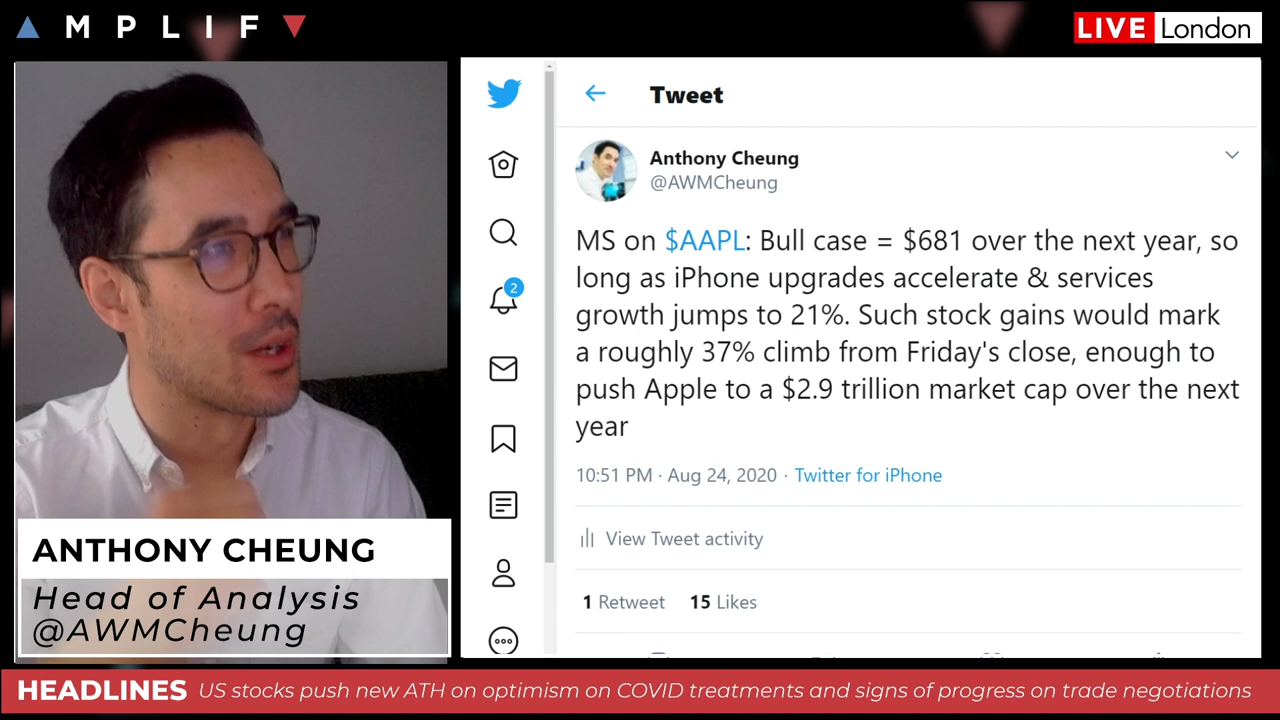 AMPLIFY
LIVE London
Tweet
Anthony Cheung
@AWMCheung
2
MS on $AAPL: Bull case = $681 over the next year, so
long as iPhone upgrades accelerate & services
growth jumps to 21%. Such stock gains would mark
a roughly 37% climb from Friday's close, enough to
push Apple to a $2.9 trillion market cap over the next
year
10:51 PM · Aug 24, 2020 · Twitter for iPhone
View Tweet activity
1 Retweet 15 Likes
ANTHONY CHEUNG
Head of Analysis
@AWMCheung
HEADLINES US stocks push new ATH on optimism on COVID treatments and signs of progress on trade negotiations